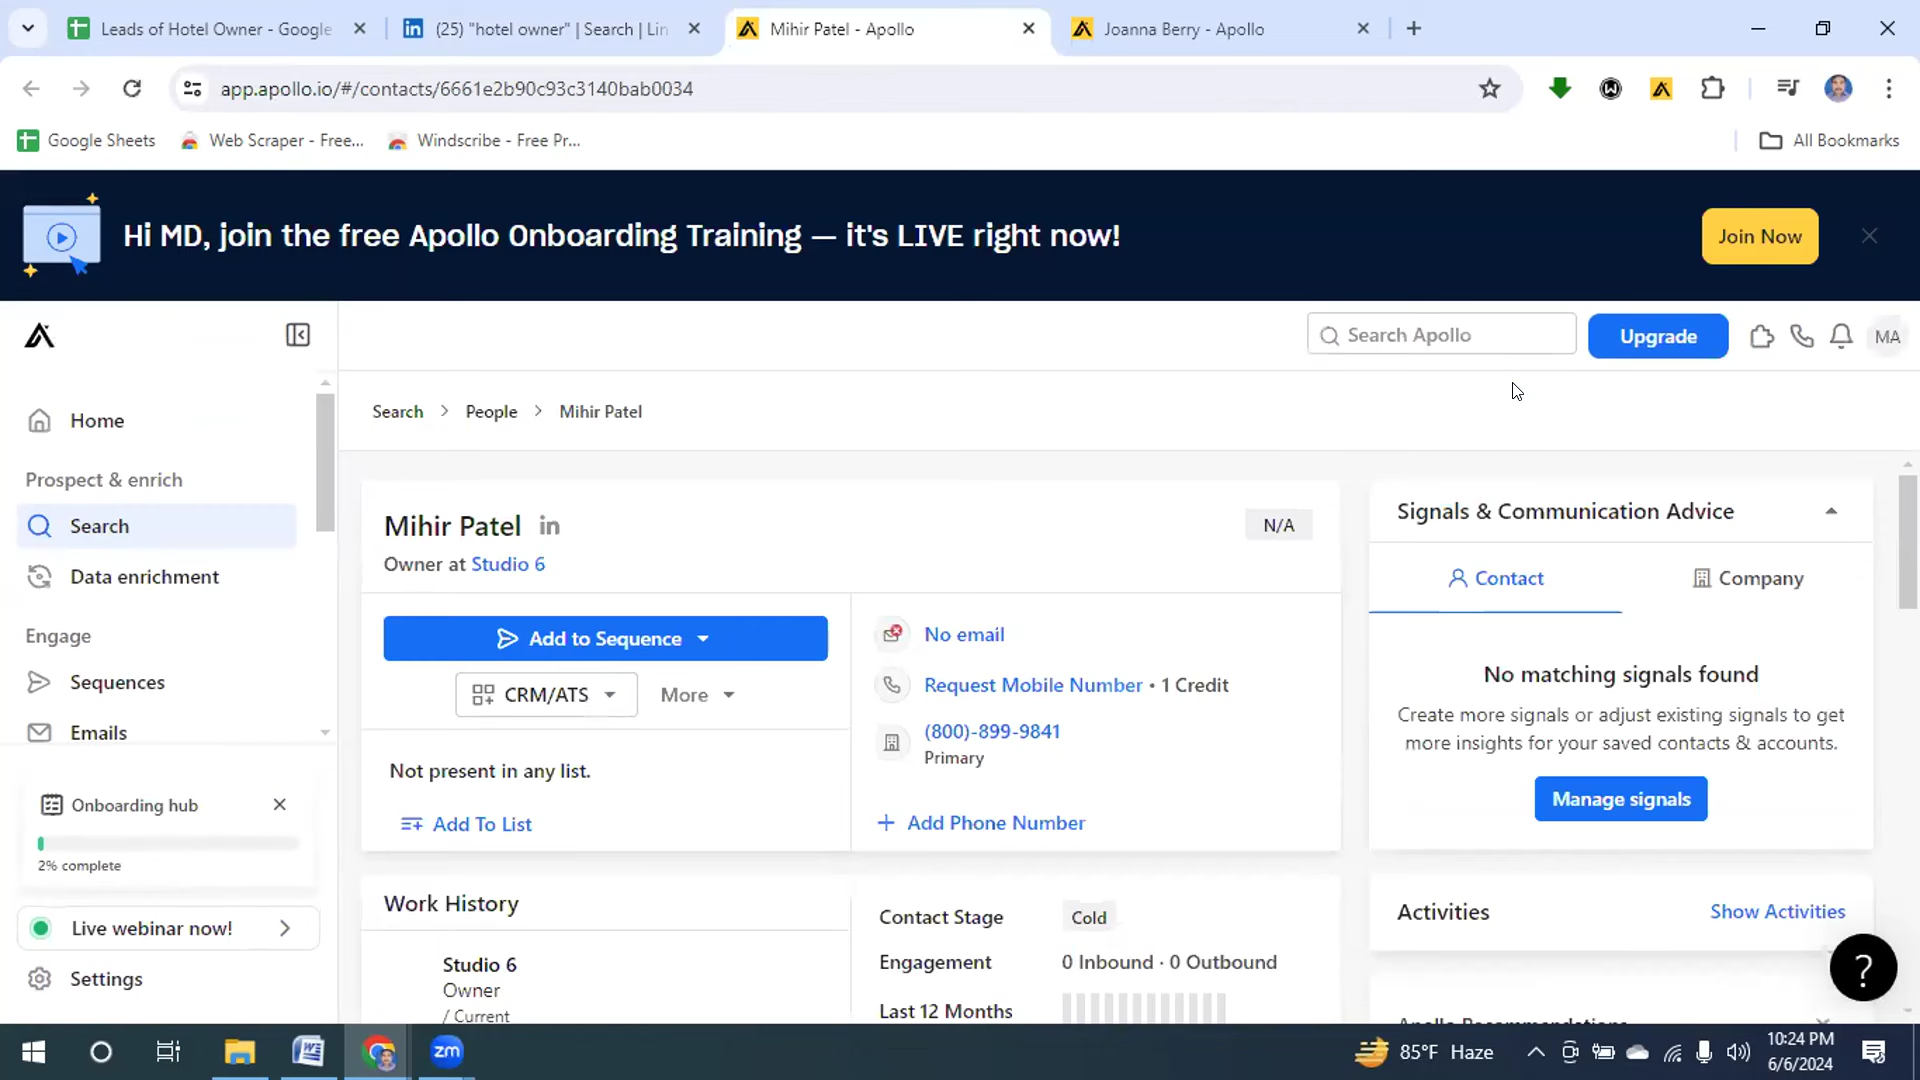 Leads of Hotel Owner - Google
(25) "hotel owner" | Search | Lin
Mihir Patel - Apollo
Joanna Berry - Apollo
app.apollo.io/#/contacts/6661e2b90c93c3140bab0034
Google Sheets
Web Scraper - Free...
Windscribe - Free Pr...
All Bookmarks
Hi MD, join the free Apollo Onboarding Training — it's LIVE right now!
Join Now
Search Apollo
Upgrade
MA
Home
Prospect & enrich
Search
Data enrichment
Engage
Sequences
Emails
Onboarding hub
2% complete
Live webinar now!
Settings
Search > People > Mihir Patel
Mihir Patel in
N/A
Owner at Studio 6
Add to Sequence
CRM/ATS
More
Not present in any list.
Add To List
No email
Request Mobile Number • 1 Credit
(800)-899-9841
Primary
+ Add Phone Number
Work History
Studio 6
Owner
/ Current
Contact Stage Cold
Engagement 0 Inbound · 0 Outbound
Last 12 Months
Signals & Communication Advice
Contact
Company
No matching signals found
Create more signals or adjust existing signals to get
more insights for your saved contacts & accounts.
Manage signals
Activities
Show Activities
Apollo Recommendations
?
zm
85°F Haze
10:24 PM
6/6/2024